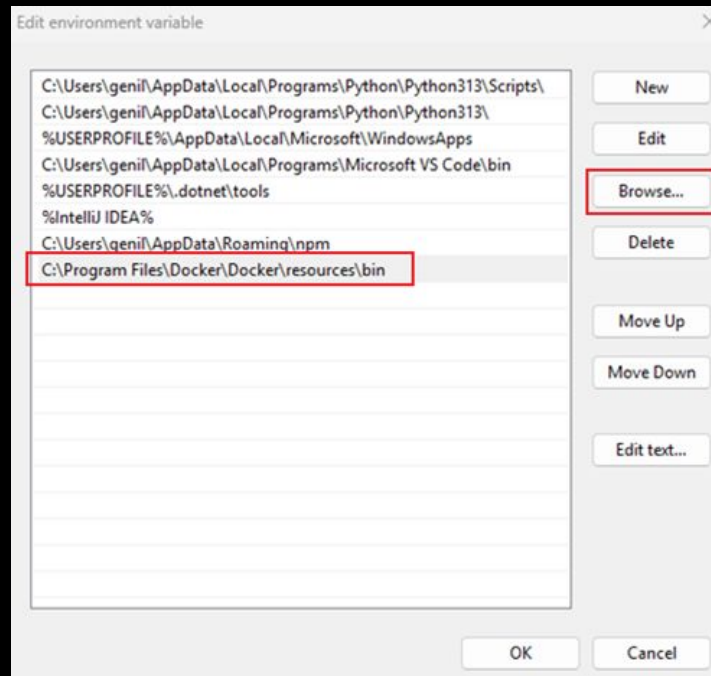 Edit environment variable
C:\Users\genil\AppData\Local\Programs\Python\Python313\Scripts\
C:\Users\genil\AppData\Local\Programs\Python\Python313\
%USERPROFILE%\AppData\Local\Microsoft\WindowsApps
C:\Users\genil\AppData\Local\Programs\Microsoft VS Code\bin
%USERPROFILE%\.dotnet\tools
%IntelliJ IDEA%
C:\Users\genil\AppData\Roaming\npm
C:\Program Files\Docker\Docker\resources\bin
New
Edit
Browse...
Delete
Move Up
Move Down
Edit text...
OK
Cancel